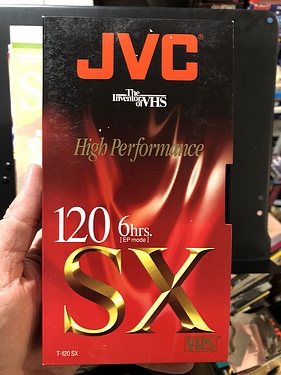 JVC
The
Inventor
of VHS
High Performance
120 6hrs.
[EP mode]
SX
T-120 SX
VHS